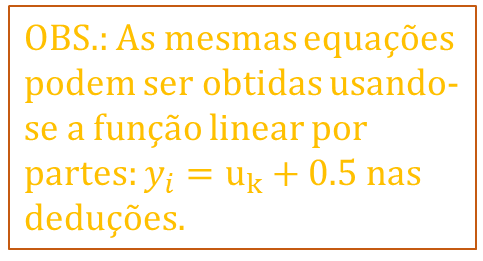 OBS.: As mesmas equações
podem ser obtidas usando-
se a função linear por
partes: yᵢ = uₖ + 0.5 nas
deduções.